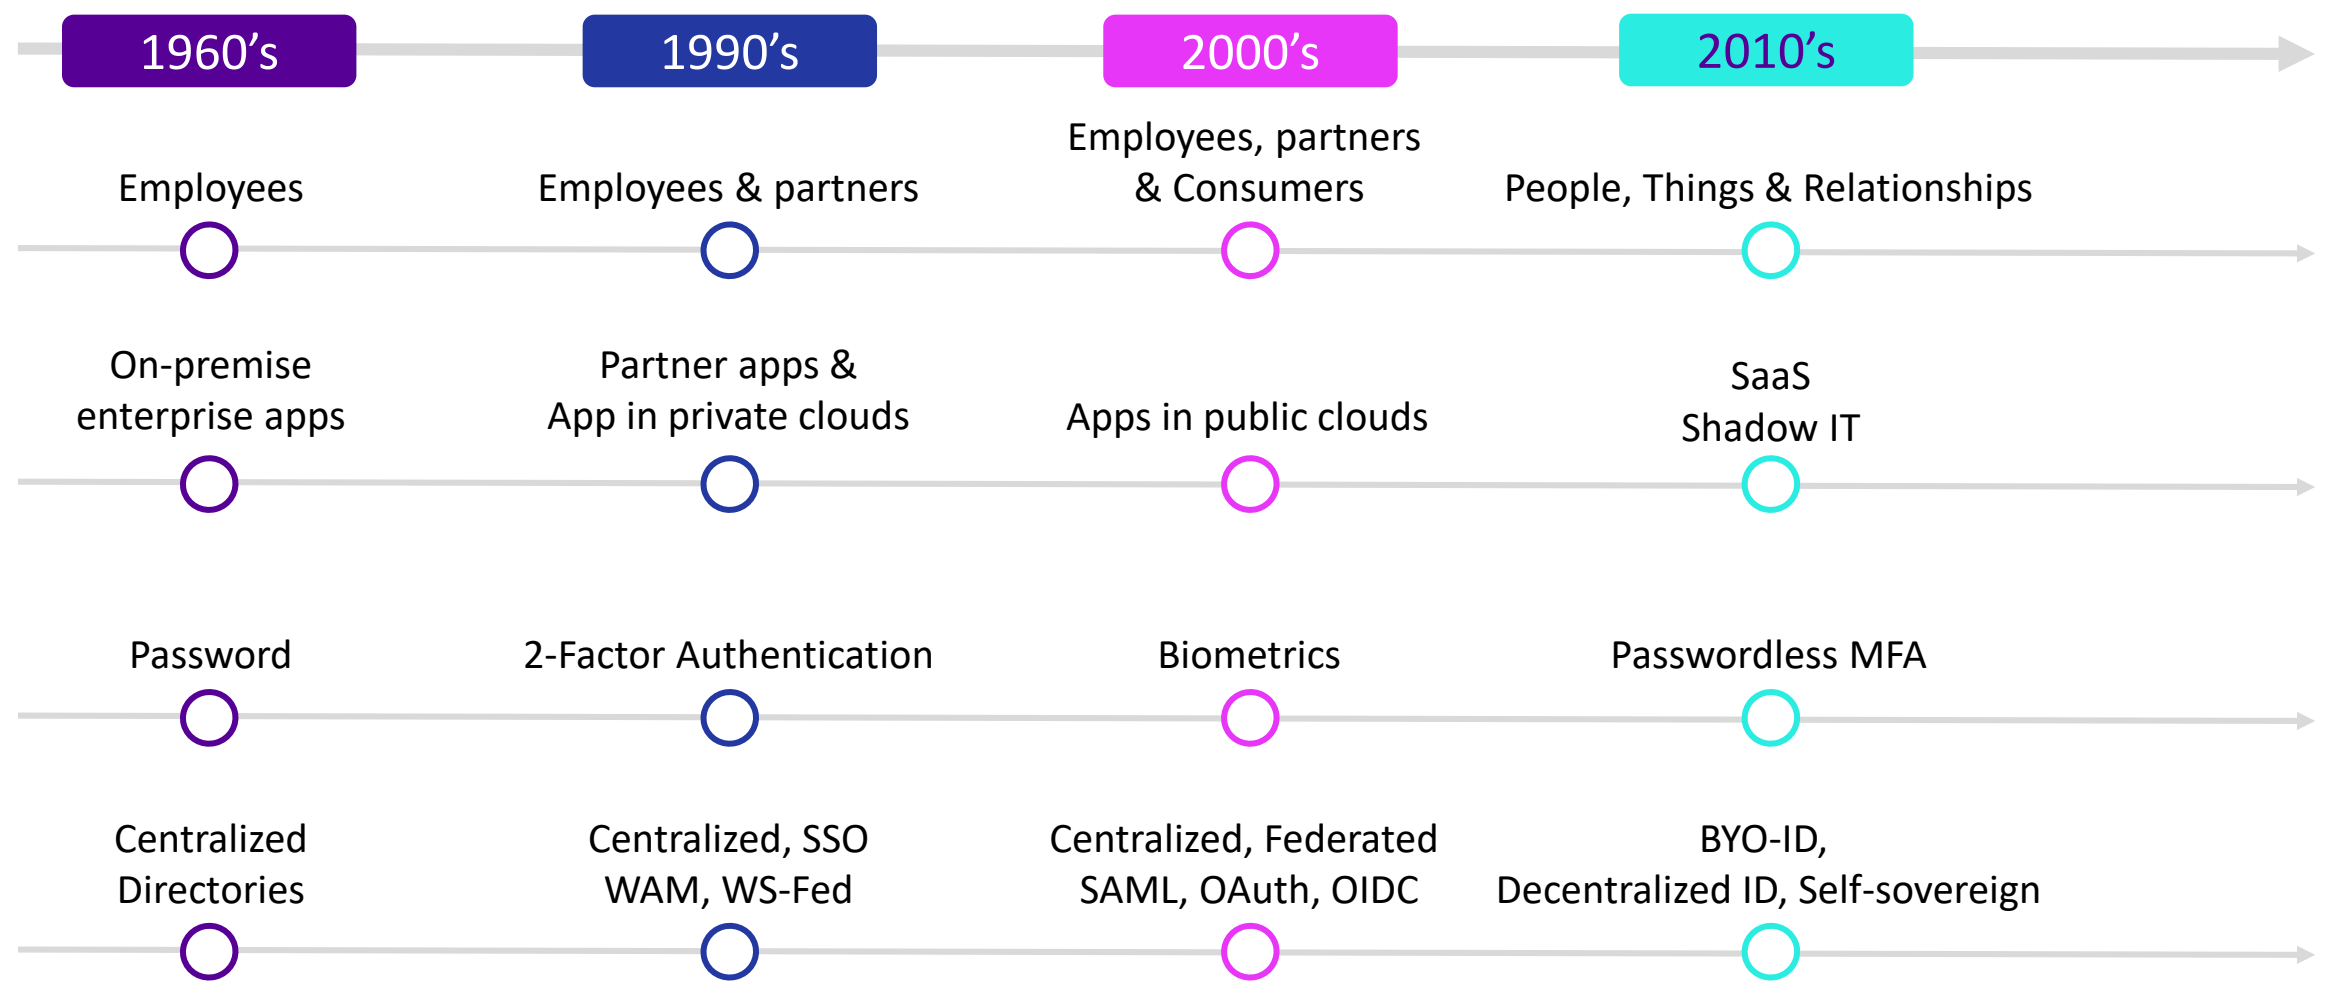 1960’s
1990’s
2000’s
2010’s
Employees
Employees & partners
Employees, partners
& Consumers
People, Things & Relationships
On-premise
enterprise apps
Partner apps &
App in private clouds
Apps in public clouds
SaaS
Shadow IT
Password
2-Factor Authentication
Biometrics
Passwordless MFA
Centralized
Directories
Centralized, SSO
WAM, WS-Fed
Centralized, Federated
SAML, OAuth, OIDC
BYO-ID,
Decentralized ID, Self-sovereign